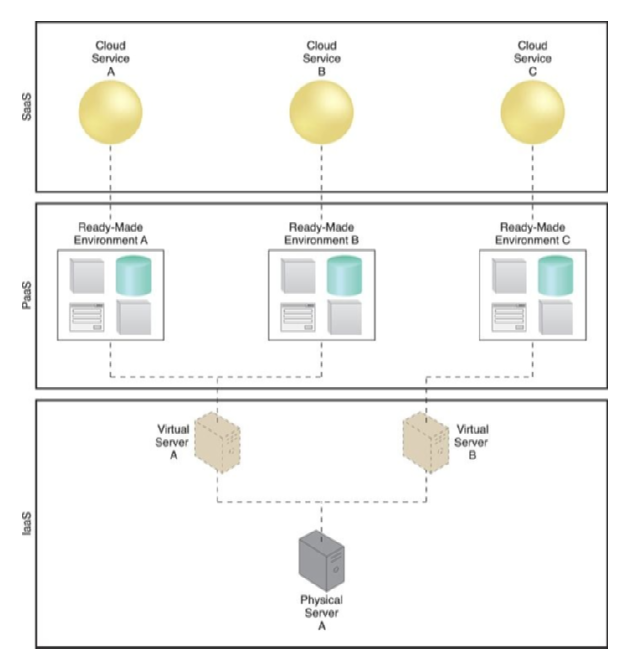 SaaS
Cloud
Service
A
Cloud
Service
B
Cloud
Service
C
PaaS
Ready-Made
Environment A
Ready-Made
Environment B
Ready-Made
Environment C
IaaS
Virtual
Server
A
Virtual
Server
B
Physical
Server
A